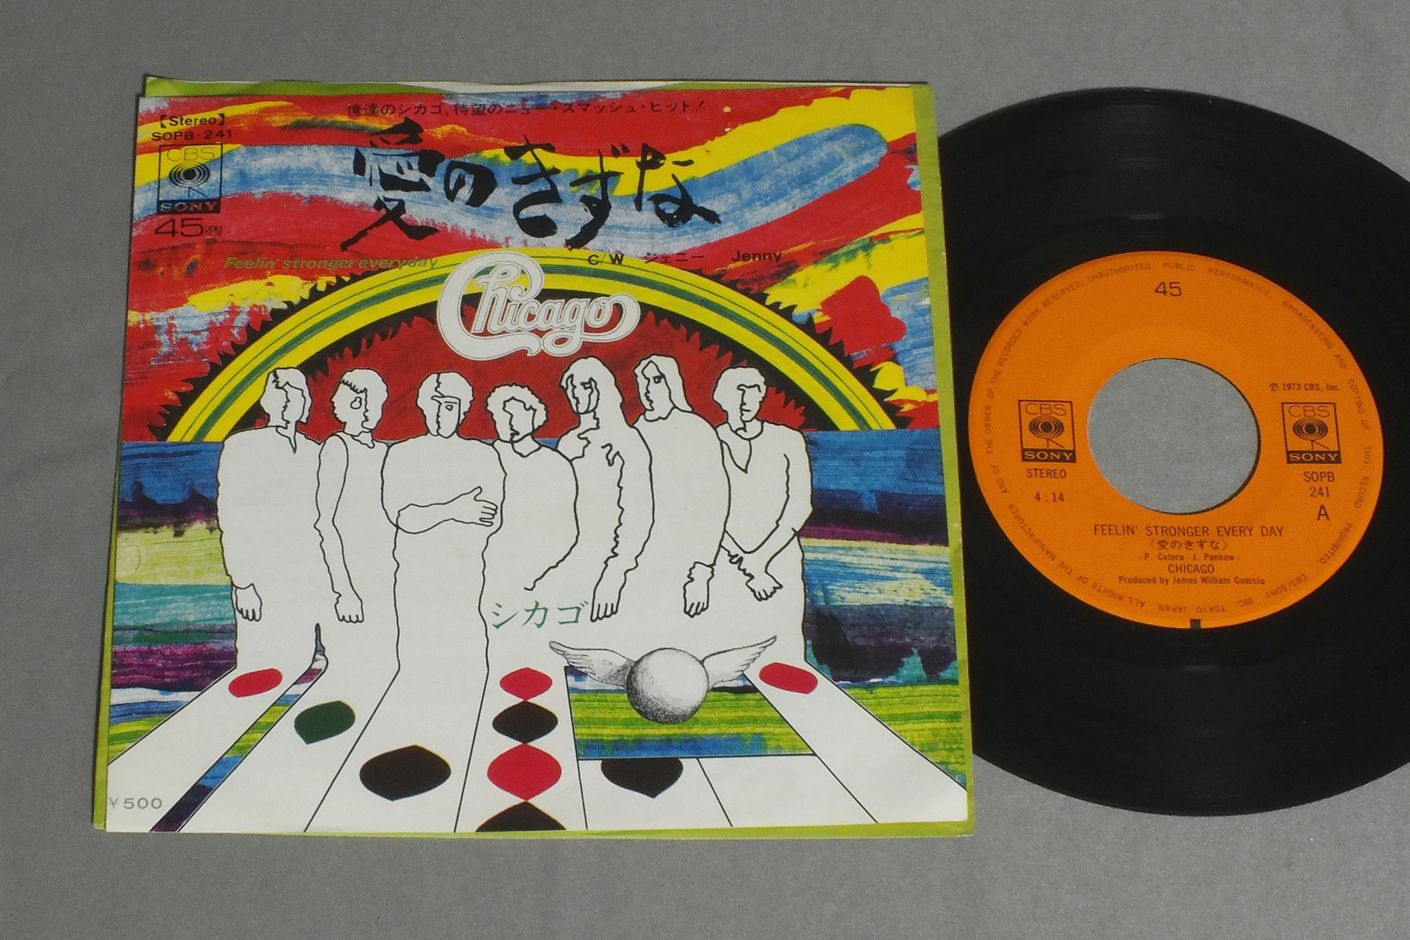 俺達のシカゴ、待望のニュー・スマッシュ・ヒット！
【Stereo】
SOPB・241
CBS
SONY
45 RPM
愛のきずな
Feelin' stronger everyday
C/W ジェニー Jenny
Chicago
シカゴ
¥500
45
℗ 1973 CBS, Inc.
CBS
SONY
STEREO
4:14
CBS
SONY
SOPB
241
A
FEELIN' STRONGER EVERY DAY
(愛のきずな)
-P. Cetera - J. Pankow-
CHICAGO
Produced by James William Guercio
ALL RIGHTS OF THE MANUFACTURER AND OF THE OWNER OF THE RECORDED WORK RESERVED. UNAUTHORIZED PUBLIC PERFORMANCE, BROADCASTING AND COPYING OF THIS RECORD PROHIBITED.
CBS/SONY INC. TOKYO, JAPAN.